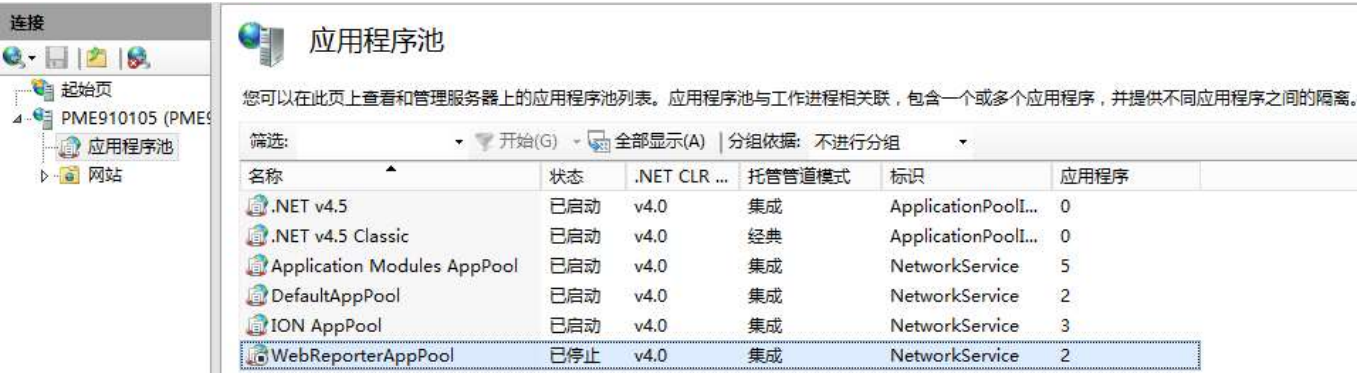 连接
起始页
PME910105 (PME9
应用程序池
网站
应用程序池
您可以在此页上查看和管理服务器上的应用程序池列表。应用程序池与工作进程相关联，包含一个或多个应用程序，并提供不同应用程序之间的隔离。
筛选: 开始(G) 全部显示(A) 分组依据: 不进行分组
名称 状态 .NET CLR ... 托管管道模式 标识 应用程序
.NET v4.5 已启动 v4.0 集成 ApplicationPoolI... 0
.NET v4.5 Classic 已启动 v4.0 经典 ApplicationPoolI... 0
Application Modules AppPool 已启动 v4.0 集成 NetworkService 5
DefaultAppPool 已启动 v4.0 集成 NetworkService 2
ION AppPool 已启动 v4.0 集成 NetworkService 3
WebReporterAppPool 已停止 v4.0 集成 NetworkService 2